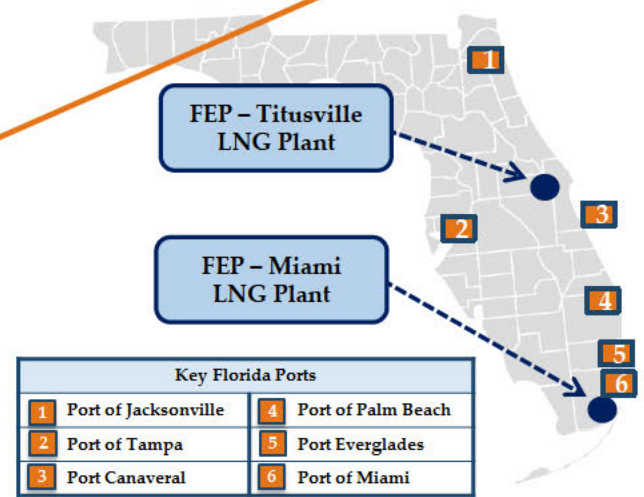 1
FEP – Titusville
LNG Plant
3
2
FEP – Miami
LNG Plant
4
5
6
Key Florida Ports
1 Port of Jacksonville
4 Port of Palm Beach
2 Port of Tampa
5 Port Everglades
3 Port Canaveral
6 Port of Miami